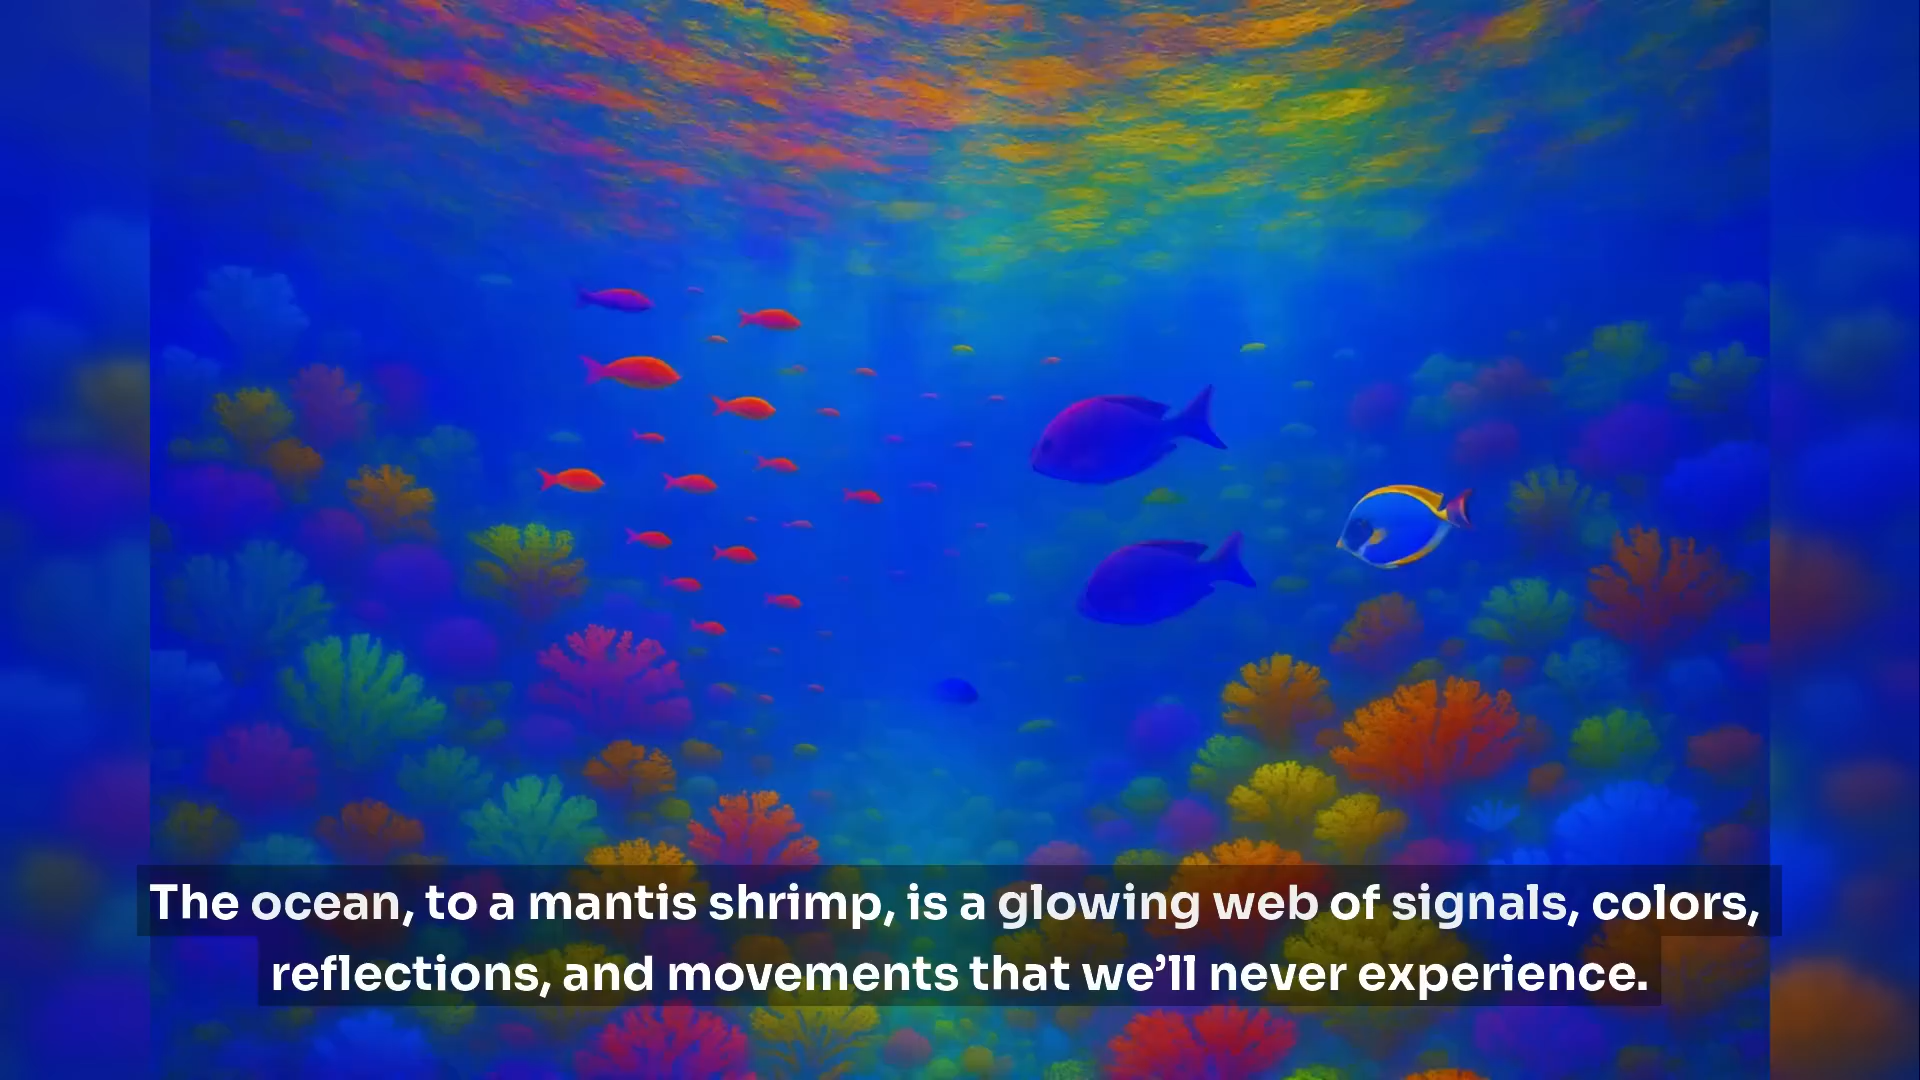 The ocean, to a mantis shrimp, is a glowing web of signals, colors,
reflections, and movements that we’ll never experience.